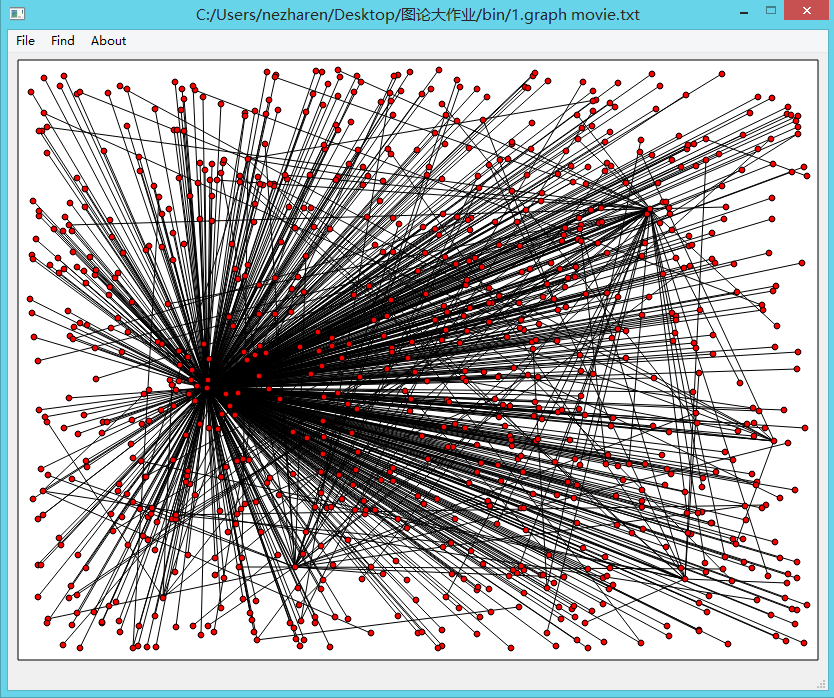 C:/Users/nezharen/Desktop/图论大作业/bin/1.graph movie.txt
File Find About